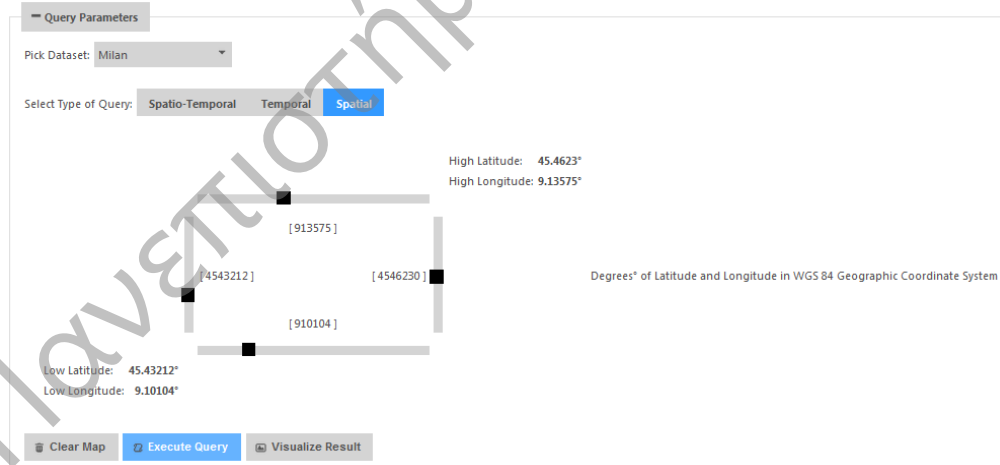 Query Parameters
Pick Dataset: Milan
Select Type of Query: Spatio-Temporal Temporal Spatial
High Latitude: 45.4623°
High Longitude: 9.13575°
[ 913575 ]
[ 4543212 ] [ 4546230 ] Degrees° of Latitude and Longitude in WGS 84 Geographic Coordinate System
[ 910104 ]
Low Latitude: 45.43212°
Low Longitude: 9.10104°
Clear Map Execute Query Visualize Result
Πανεπιστήμ